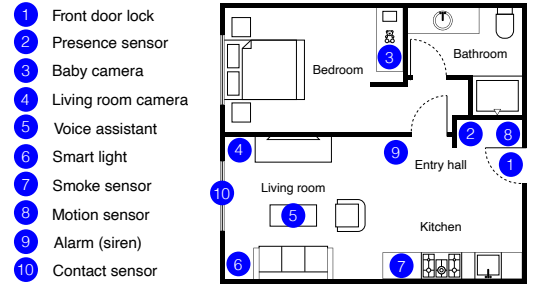 1 Front door lock
2 Presence sensor
3 Baby camera
4 Living room camera
5 Voice assistant
6 Smart light
7 Smoke sensor
8 Motion sensor
9 Alarm (siren)
10 Contact sensor
3
Bedroom
Bathroom
2 8
4 9
Entry hall 1
10 Living room
5
Kitchen
6 7